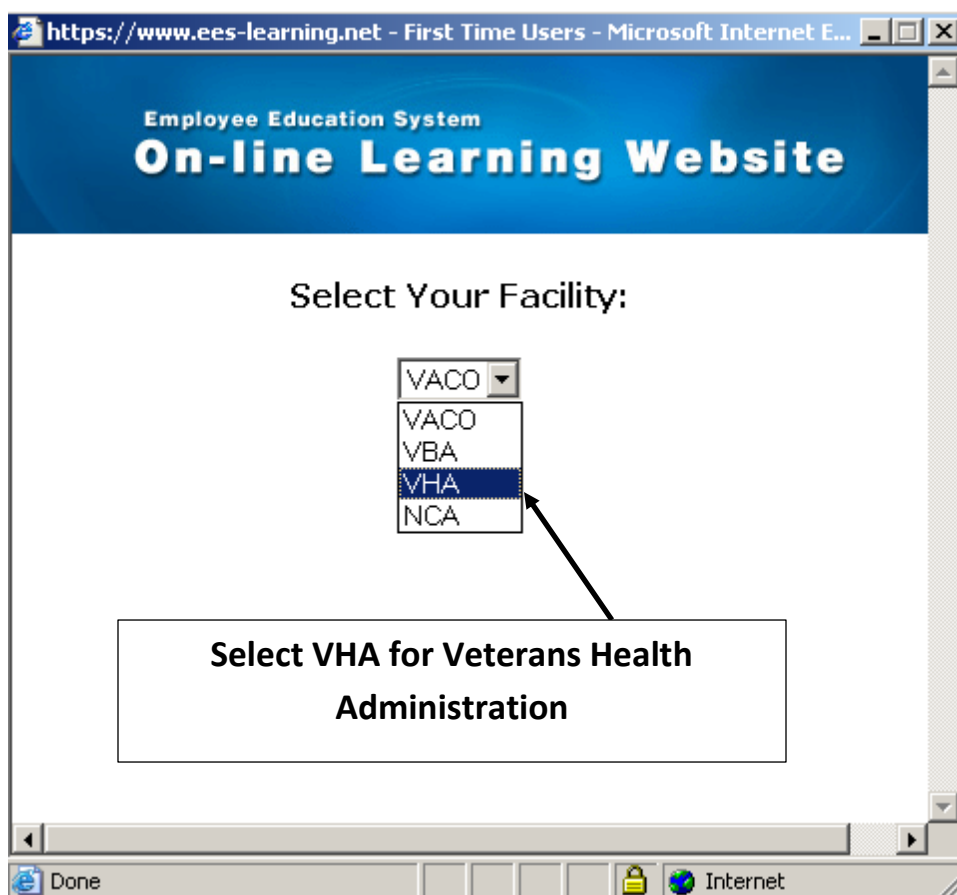 https://www.ees-learning.net - First Time Users - Microsoft Internet E...
Employee Education System
On-line Learning Website
Select Your Facility:
VACO
VACO
VBA
VHA
NCA
Select VHA for Veterans Health
Administration
Done
Internet